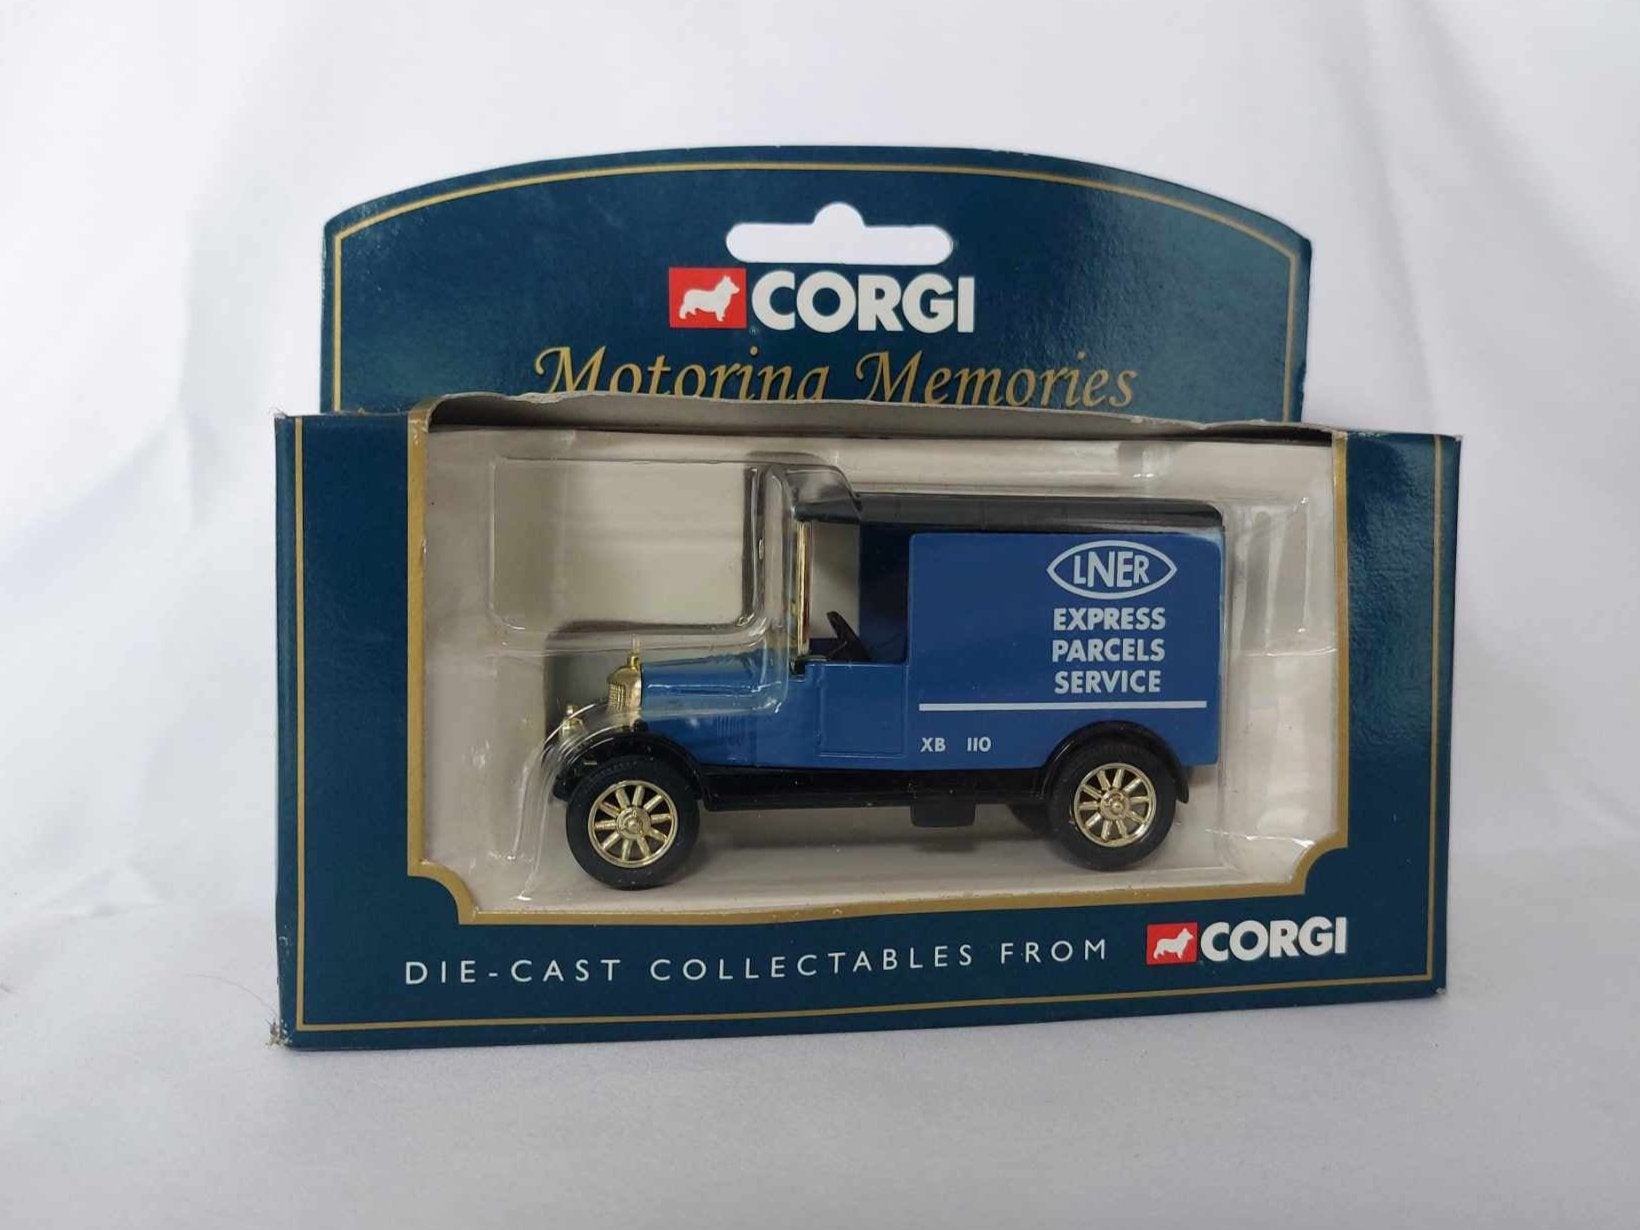 CORGI
Motoring Memories
LNER
EXPRESS
PARCELS
SERVICE
XB 110
DIE-CAST COLLECTABLES FROM CORGI